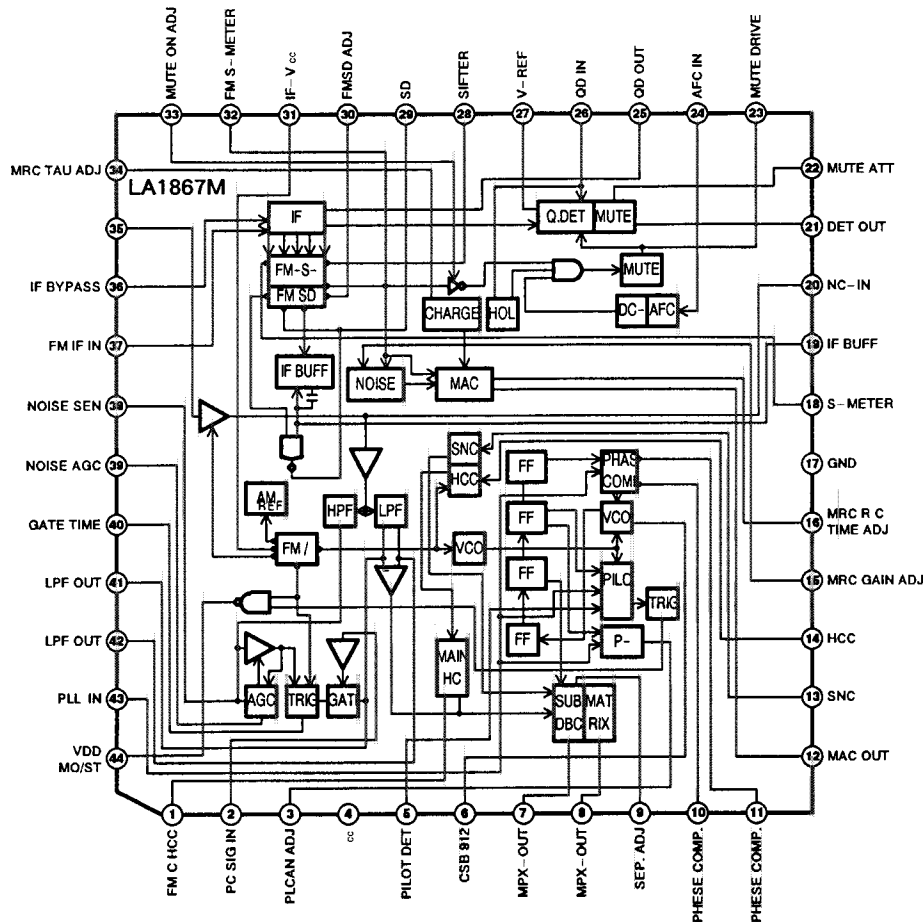 MUTE ON ADJ
FM S-METER
IF-Vcc
FMSD ADJ
SD
SIFTER
V-REF
QD IN
QD OUT
AFC IN
MUTE DRIVE
33
32
31
30
29
28
27
26
25
24
23
MRC TAU ADJ 34
LA1867M
22 MUTE ATT
35
IF
Q.DET MUTE
21 DET OUT
IF BYPASS 36
FM-S-
FM SD
MUTE
20 NC-IN
CHARGE
HOL
DC- AFC
FM IF IN 37
19 IF BUFF
IF BUFF
NOISE
MAC
NOISE SEN 38
18 S-METER
SNC
HCC
FF
PHAS
COMP
17 GND
NOISE AGC 39
AM
REF
HPF
LPF
FF
VCO
16 MRC R C
TIME ADJ
GATE TIME 40
FM/
VCO
FF
PILO
TRIG
15 MRC GAIN ADJ
LPF OUT 41
LPF OUT 42
FF
P-
14 HCC
MAIN
HC
PLL IN 43
AGC
TRIG
GATE
SUB
DBC
MAT
RIX
13 SNC
VDD
MO/ST
44
12 MAC OUT
1
2
3
4
5
6
7
8
9
10
11
FM C HCC
PC SIG IN
PLCAN ADJ
cc
PILOT DET
CSB 912
MPX-OUT
MPX-OUT
SEP. ADJ
PHESE COMP.
PHESE COMP.